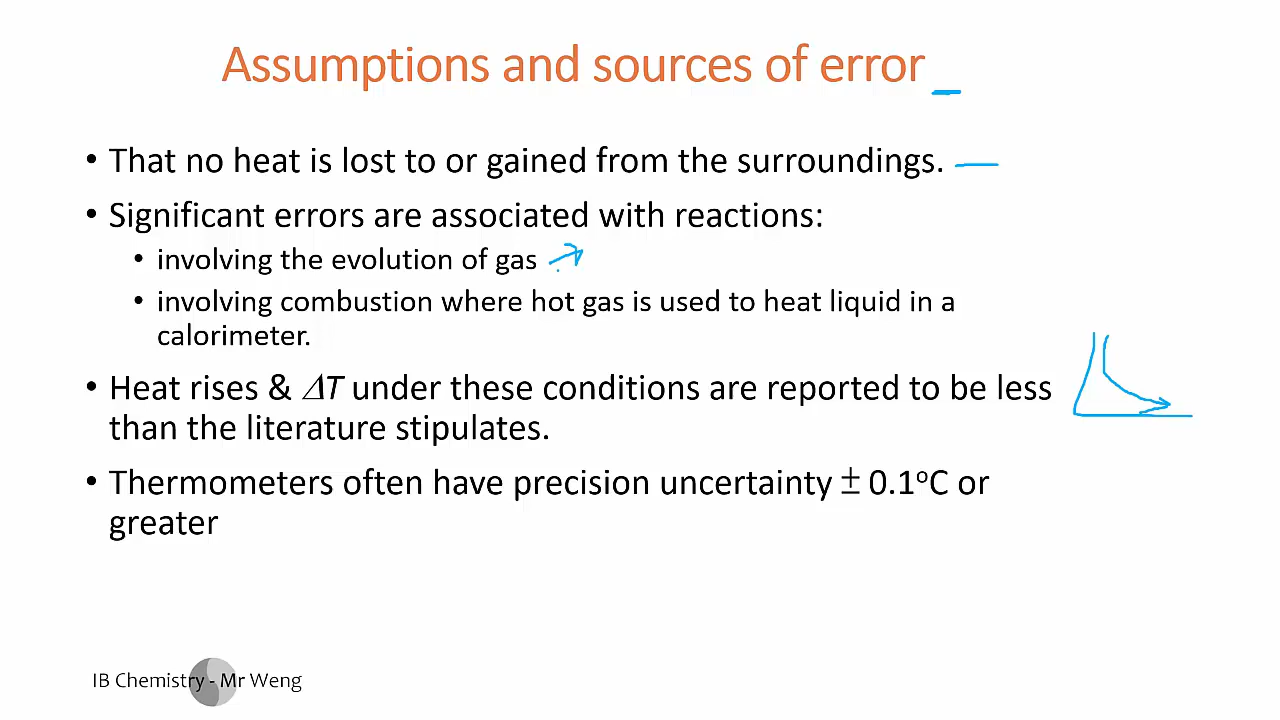 Assumptions and sources of error
• That no heat is lost to or gained from the surroundings.
• Significant errors are associated with reactions:
• involving the evolution of gas
• involving combustion where hot gas is used to heat liquid in a
calorimeter.
• Heat rises & ΔT under these conditions are reported to be less
than the literature stipulates.
• Thermometers often have precision uncertainty ± 0.1ºC or
greater
IB Chemistry - Mr Weng